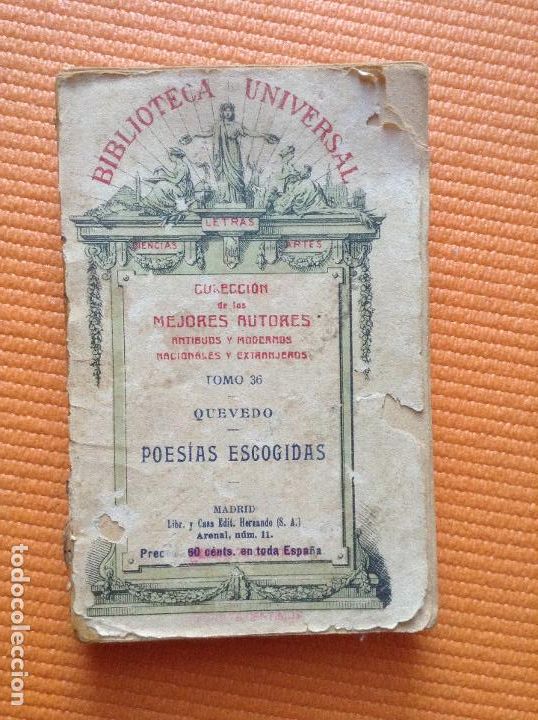 BIBLIOTECA UNIVERSAL
LETRAS
CIENCIAS ARTES
COLECCIÓN
de los
MEJORES AUTORES
ANTIGUOS Y MODERNOS
NACIONALES Y EXTRANJEROS
TOMO 36
QUEVEDO
POESÍAS ESCOGIDAS
MADRID
Libr. y Casa Edit. Hernando (S. A.)
Arenal, núm. 11.
Prec 60 cénts. en toda España
todocoleccion